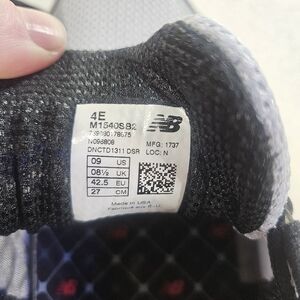 4E
M1540SB2
NB
MFG: 1737
DNCTD1311 DSR
LOC: N
09 US
08½ UK
42.5 EU
27 CM
Made in USA